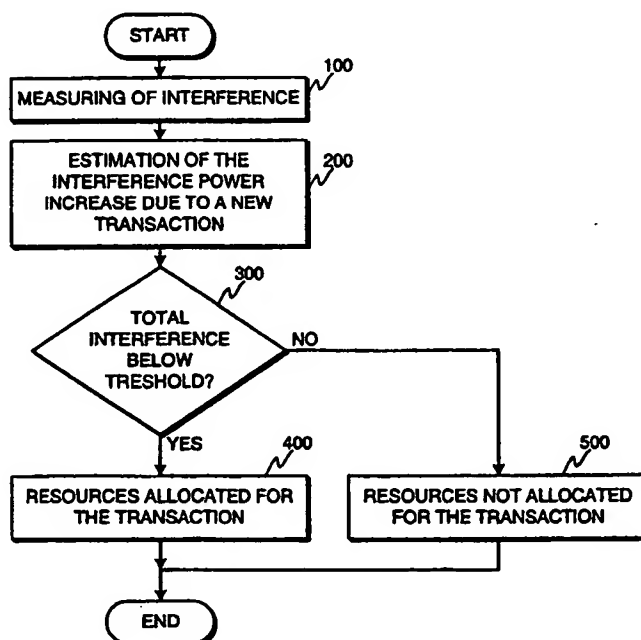 START
100
MEASURING OF INTERFERENCE
ESTIMATION OF THE
INTERFERENCE POWER
INCREASE DUE TO A NEW
TRANSACTION
200
300
TOTAL
INTERFERENCE
BELOW
TRESHOLD?
NO
YES
400
RESOURCES ALLOCATED FOR
THE TRANSACTION
500
RESOURCES NOT ALLOCATED
FOR THE TRANSACTION
END